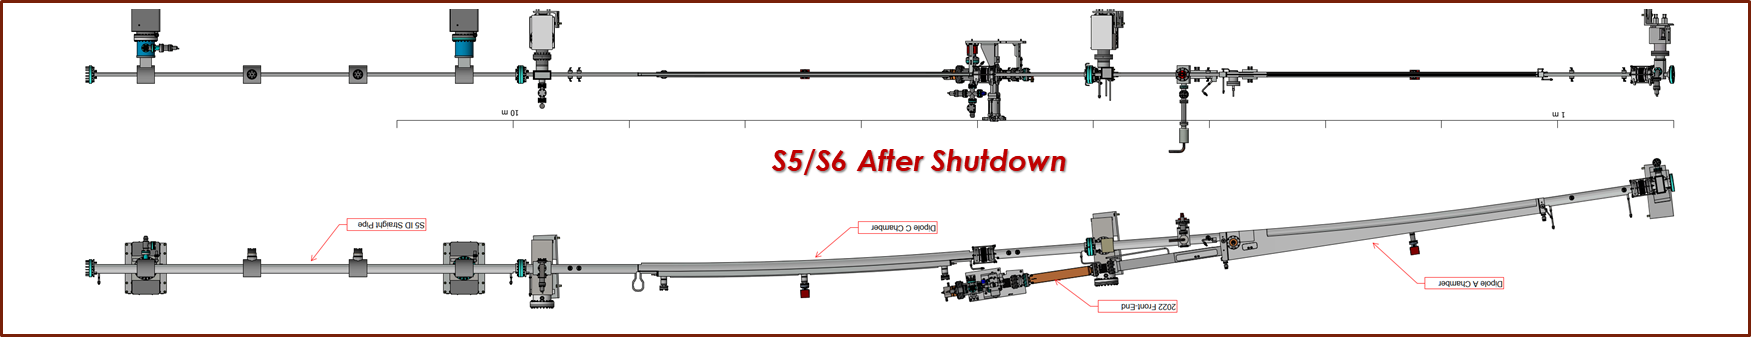 10 m
1 m
S5/S6 After Shutdown
S5 ID Straight Pipe
Dipole C Chamber
Dipole A Chamber
2022 Front-End